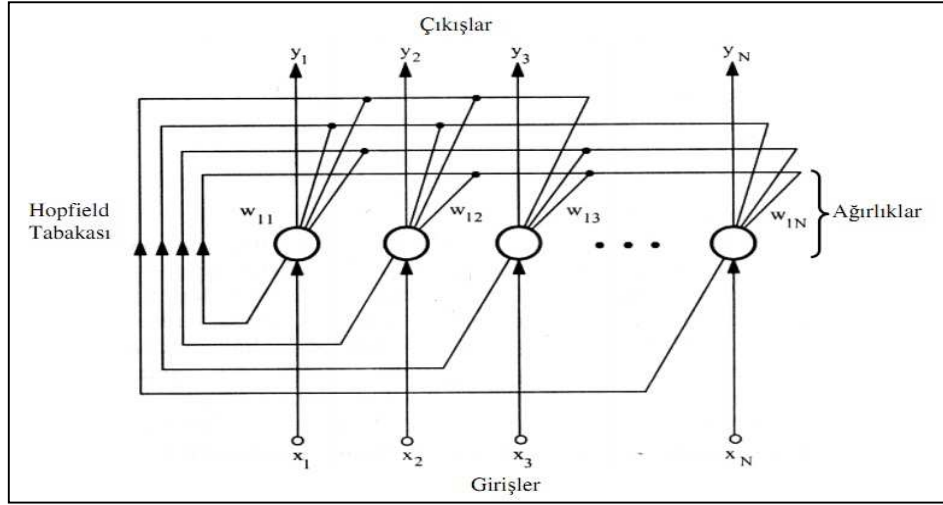 Çıkışlar
y1 y2 y3 yN
Hopfield
Tabakası
w11 w12 w13 w1N
Ağırlıklar
x1 x2 x3 xN
Girişler